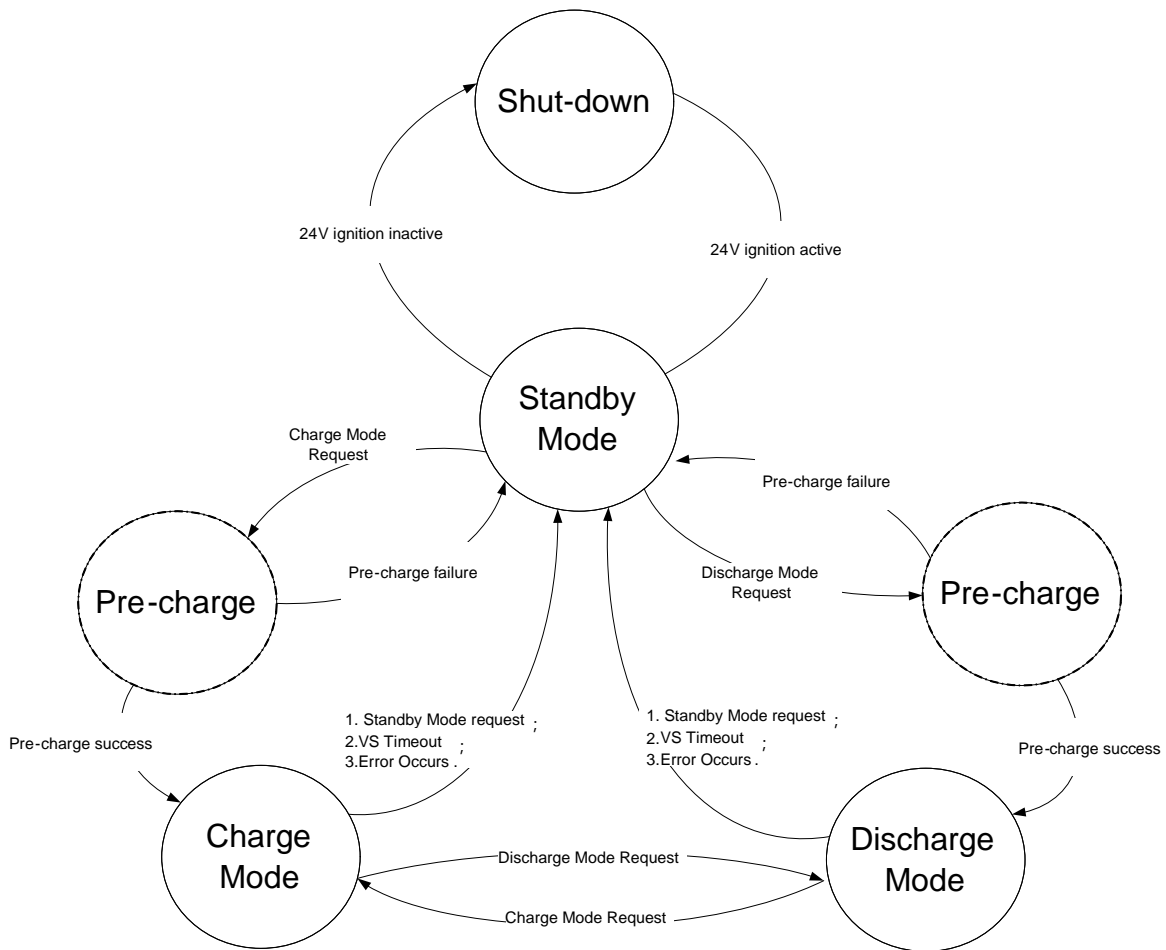 Shut-down
24V ignition inactive
24V ignition active
Standby
Mode
Charge Mode
Request
Pre-charge failure
Pre-charge failure
Discharge Mode
Request
Pre-charge
Pre-charge
Pre-charge success
1. Standby Mode request ;
2.VS Timeout ;
3.Error Occurs .
1. Standby Mode request ;
2.VS Timeout ;
3.Error Occurs .
Pre-charge success
Charge
Mode
Discharge Mode Request
Charge Mode Request
Discharge
Mode